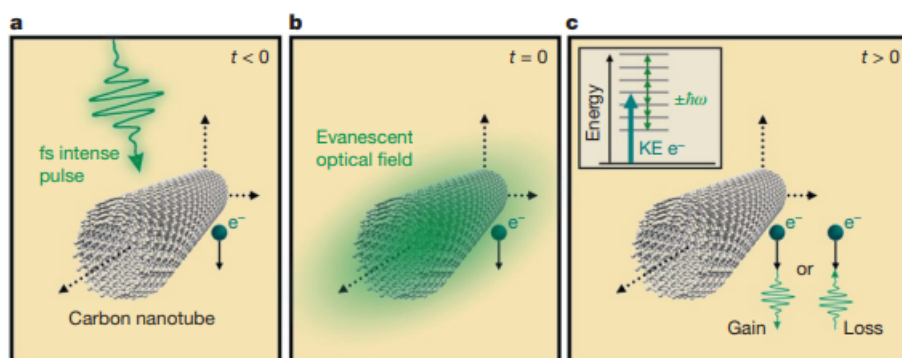 a
t < 0
fs intense
pulse
e⁻
Carbon nanotube
b
t = 0
Evanescent
optical field
e⁻
c
t > 0
Energy
±ħω
KE e⁻
e⁻
e⁻
or
Gain
Loss